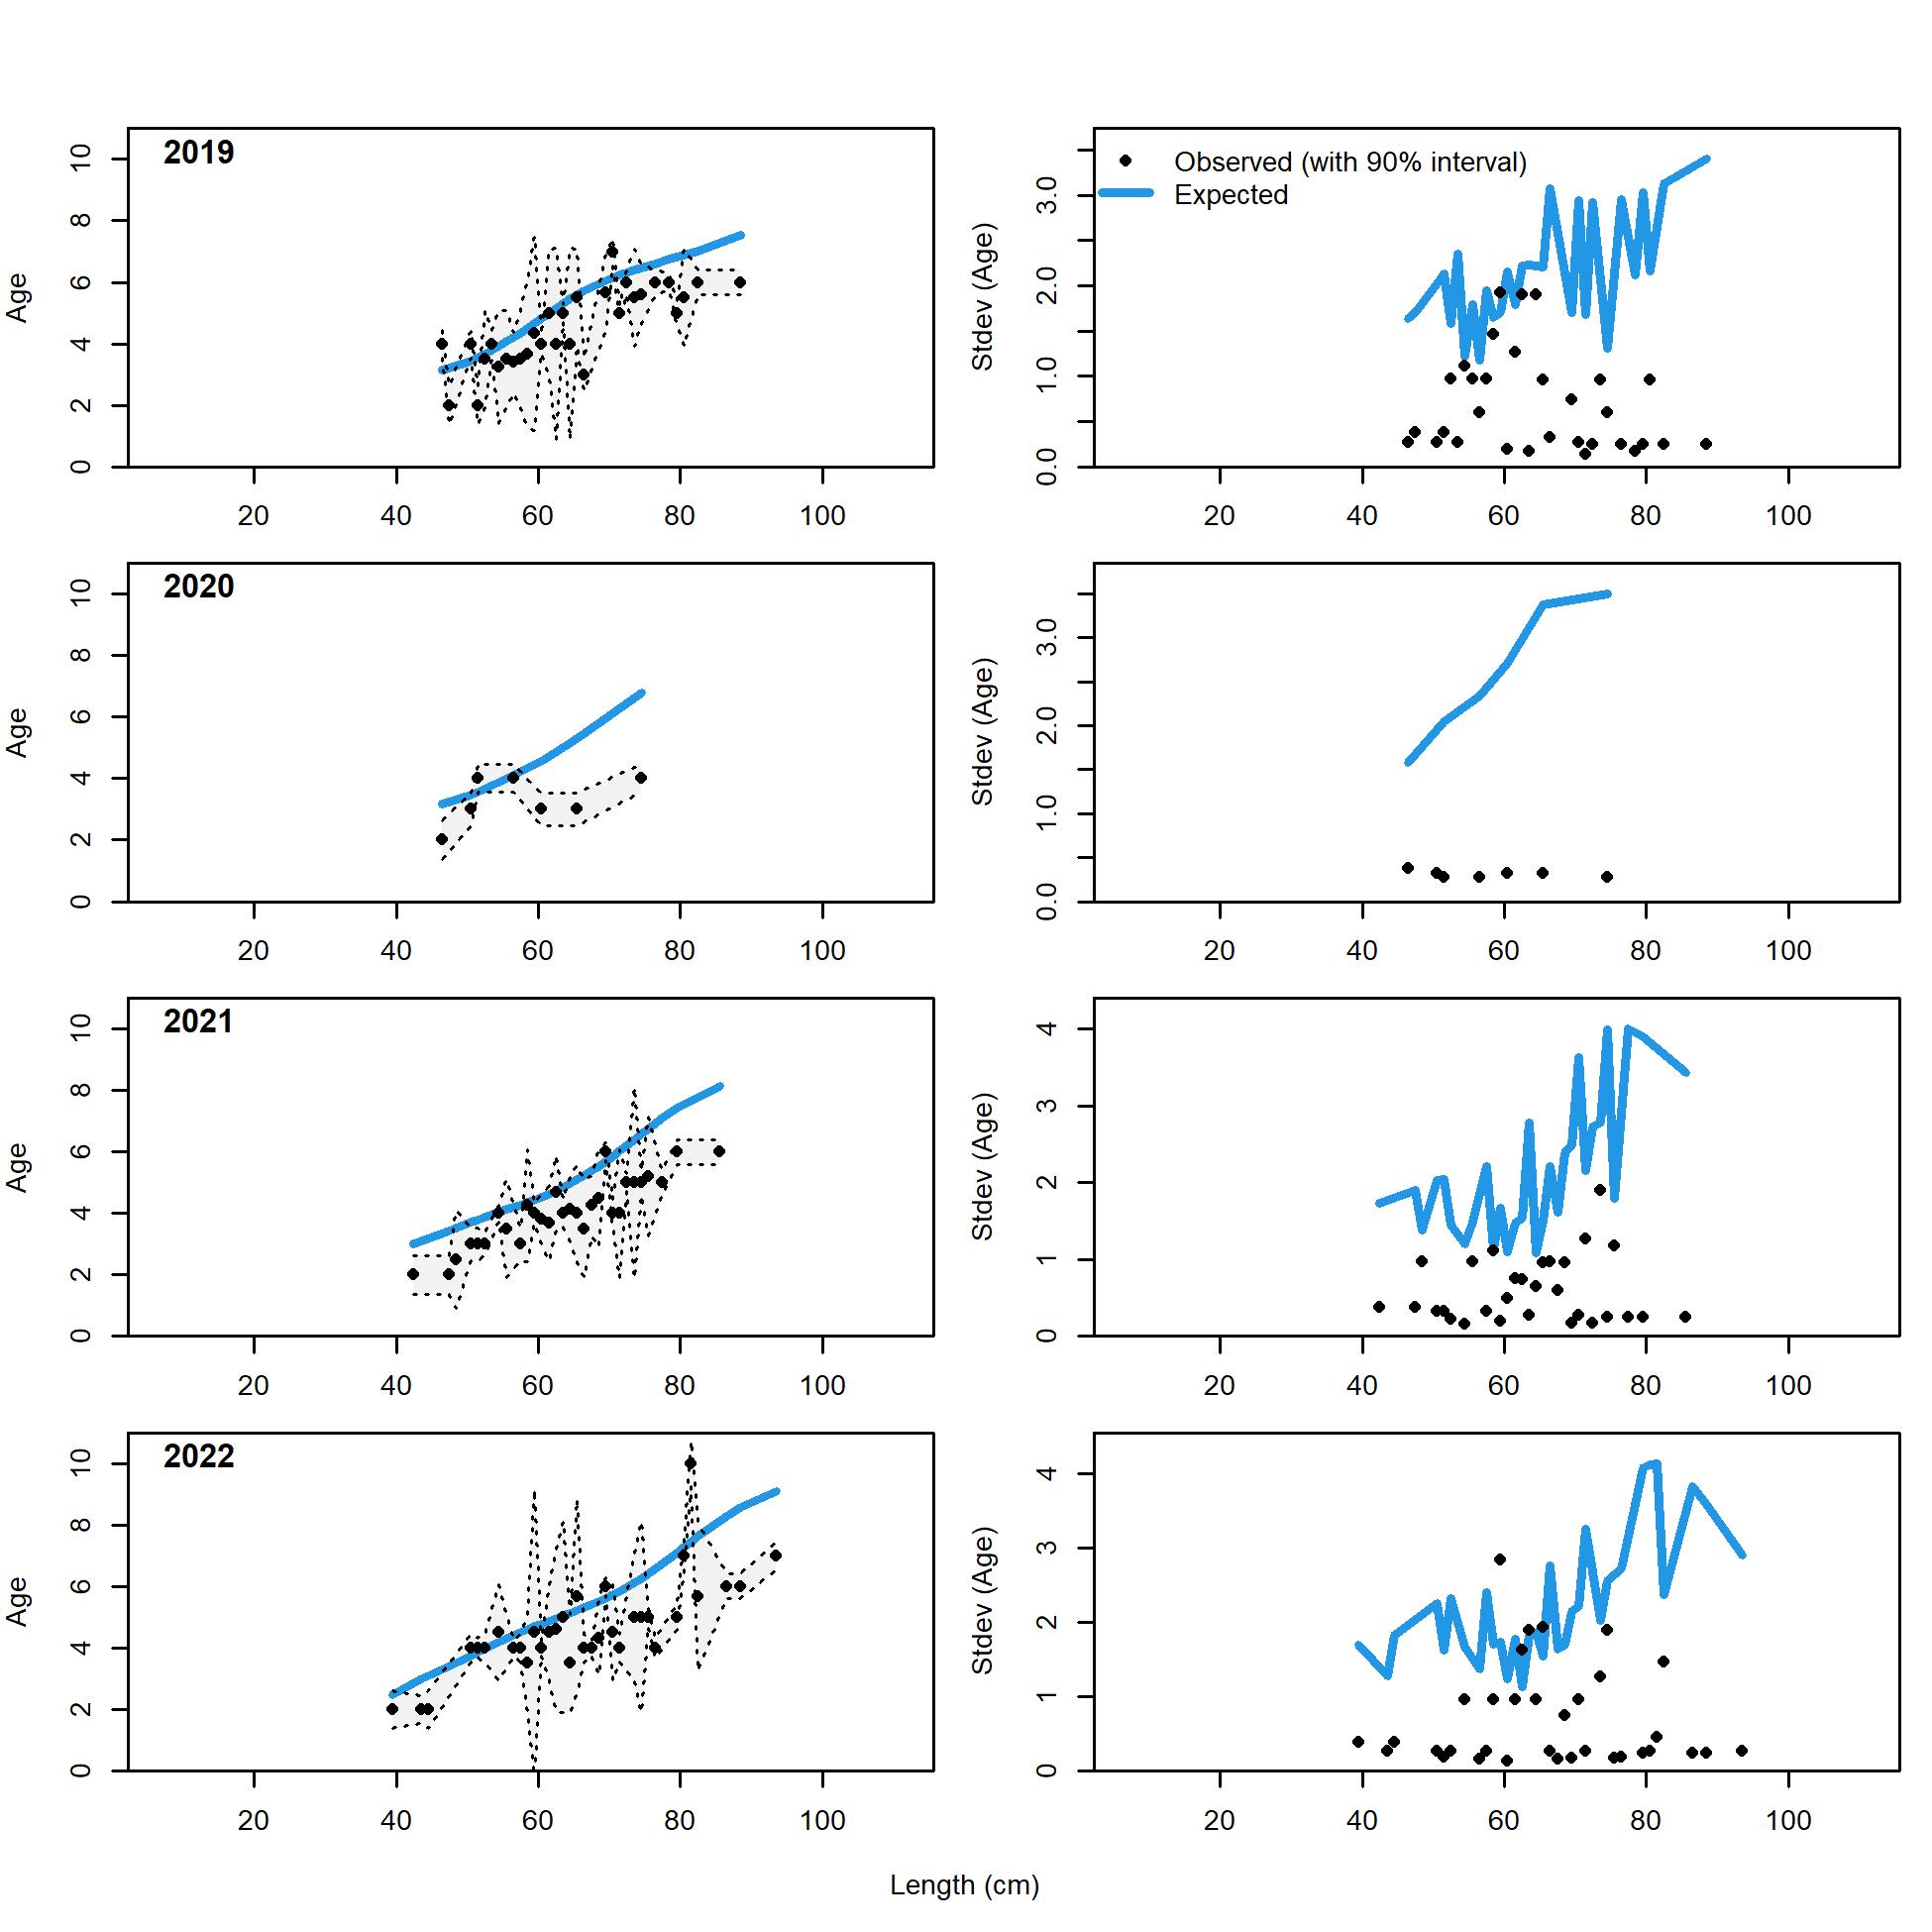 2019
Age
0 2 4 6 8 10
20 40 60 80 100
Observed (with 90% interval)
Expected
Stdev (Age)
0.0 1.0 2.0 3.0
20 40 60 80 100
2020
Age
0 2 4 6 8 10
20 40 60 80 100
Stdev (Age)
0.0 1.0 2.0 3.0
20 40 60 80 100
2021
Age
0 2 4 6 8 10
20 40 60 80 100
Stdev (Age)
0 1 2 3 4
20 40 60 80 100
2022
Age
0 2 4 6 8 10
20 40 60 80 100
Stdev (Age)
0 1 2 3 4
20 40 60 80 100
Length (cm)